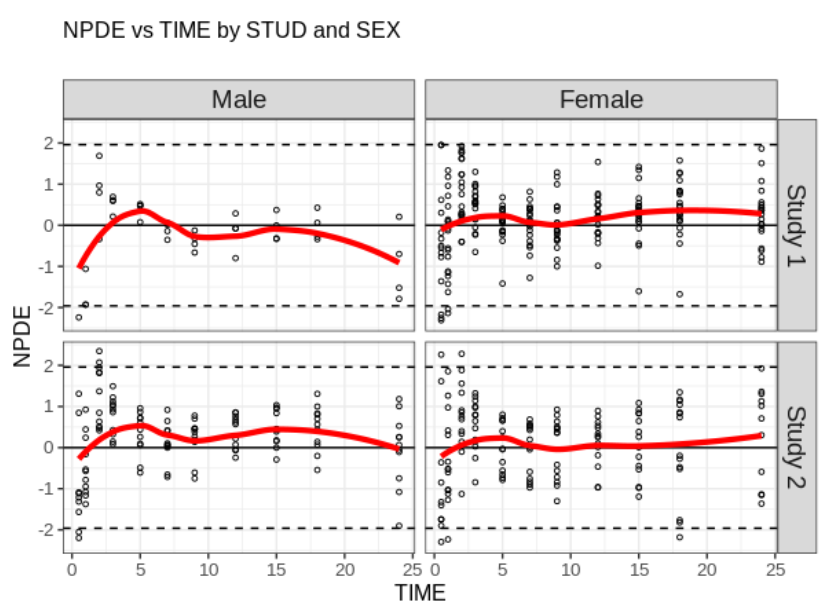 NPDE vs TIME by STUD and SEX
Male
Female
2
1
0
-1
-2
Study 1
NPDE
2
1
0
-1
-2
Study 2
0 5 10 15 20 25 0 5 10 15 20 25
TIME